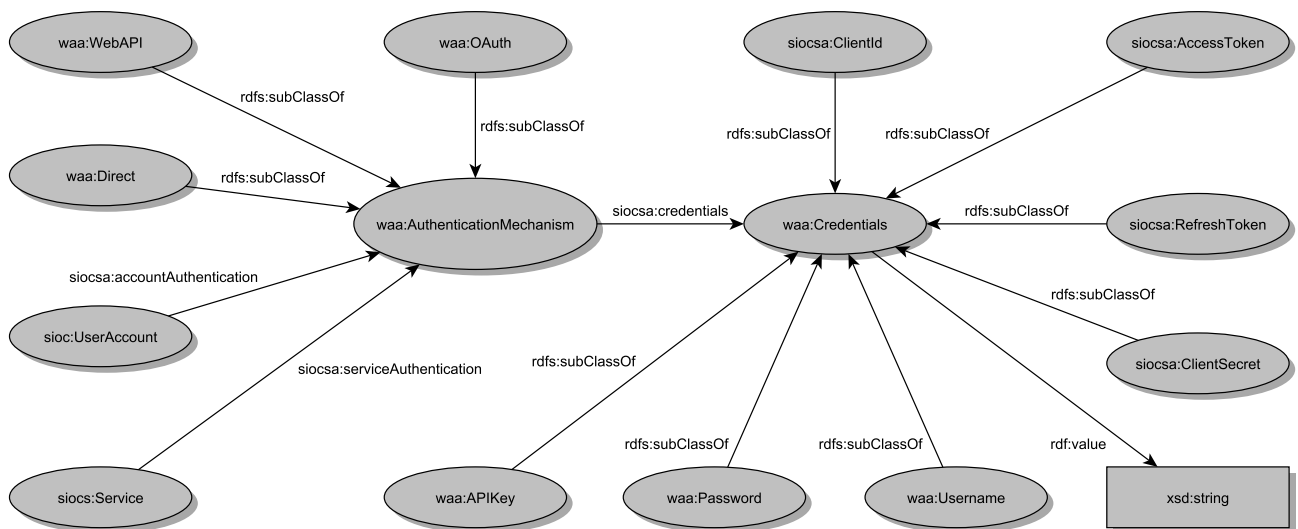 waa:WebAPI
waa:OAuth
siocsa:ClientId
siocsa:AccessToken
rdfs:subClassOf
rdfs:subClassOf
rdfs:subClassOf
rdfs:subClassOf
waa:Direct
rdfs:subClassOf
waa:AuthenticationMechanism
siocsa:credentials
waa:Credentials
rdfs:subClassOf
siocsa:RefreshToken
siocsa:accountAuthentication
rdfs:subClassOf
sioc:UserAccount
siocsa:serviceAuthentication
rdfs:subClassOf
siocsa:ClientSecret
rdfs:subClassOf
rdfs:subClassOf
rdf:value
siocs:Service
waa:APIKey
waa:Password
waa:Username
xsd:string